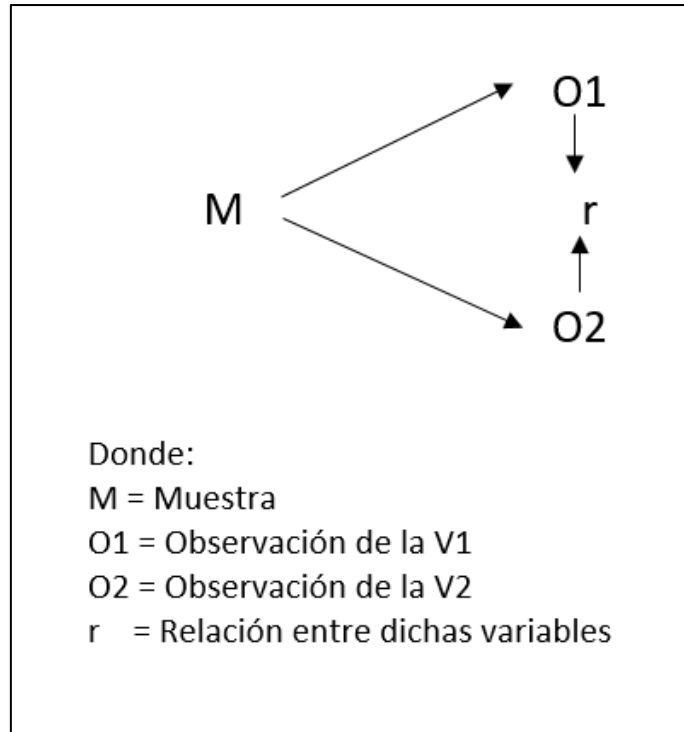 O1
M
r
O2
Donde:
M = Muestra
O1 = Observación de la V1
O2 = Observación de la V2
r = Relación entre dichas variables